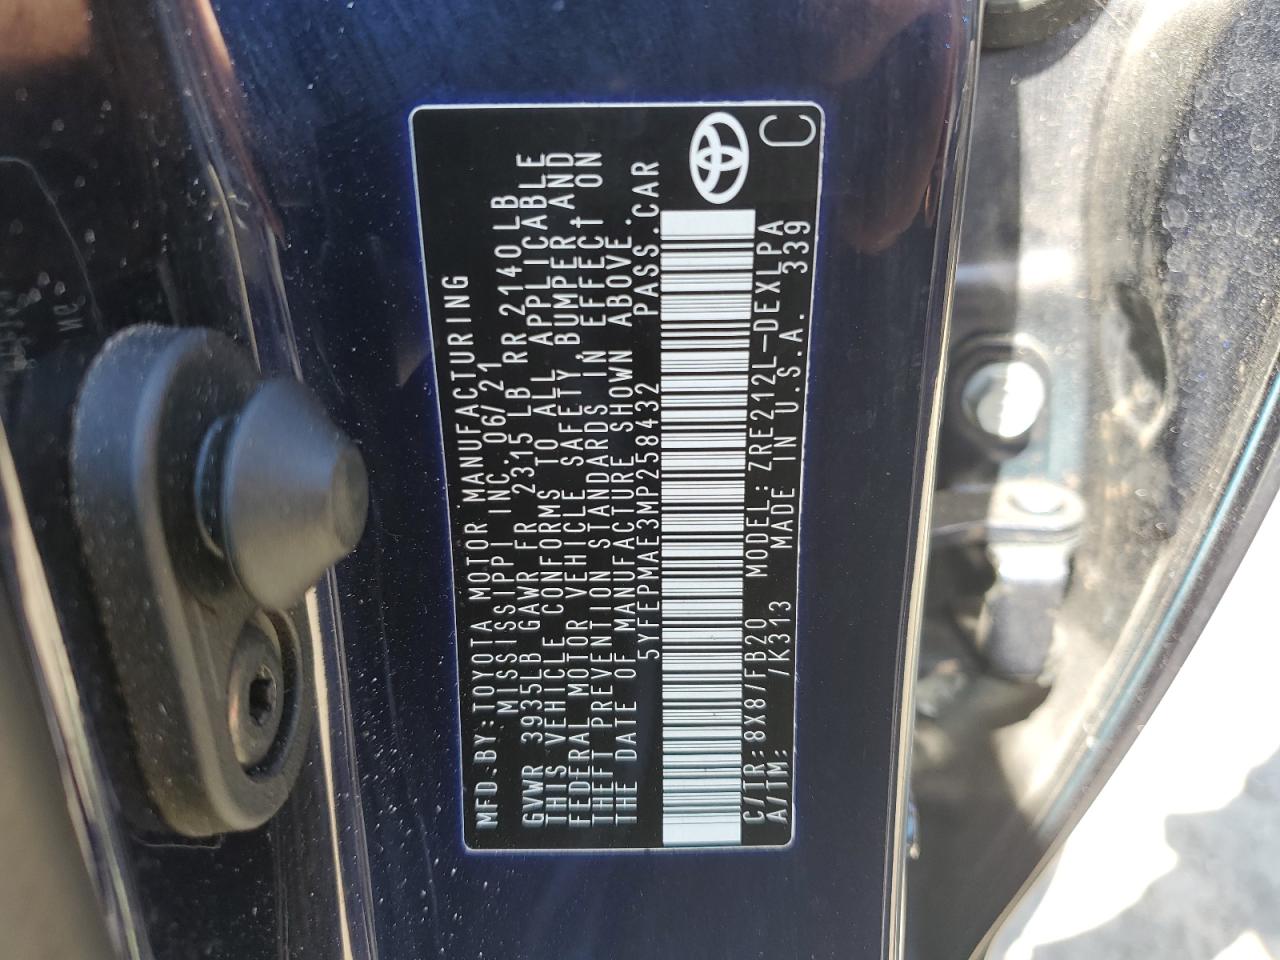 MFD.BY:TOYOTA MOTOR MANUFACTURING
MISSISSIPPI INC. 06/21
GVWR 3935LB GAWR FR 2315LB RR 2140LB
THIS VEHICLE CONFORMS TO ALL APPLICABLE
FEDERAL MOTOR VEHICLE SAFETY, BUMPER, AND
THEFT PREVENTION STANDARDS IN EFFECT ON
THE DATE OF MANUFACTURE SHOWN ABOVE.
5YFEPMAE3MP258432 PASS.CAR
C/TR: 8X8/FB20 MODEL: ZRE212L-DEXLPA
A/TM: /K313 MADE IN U.S.A. 339
C